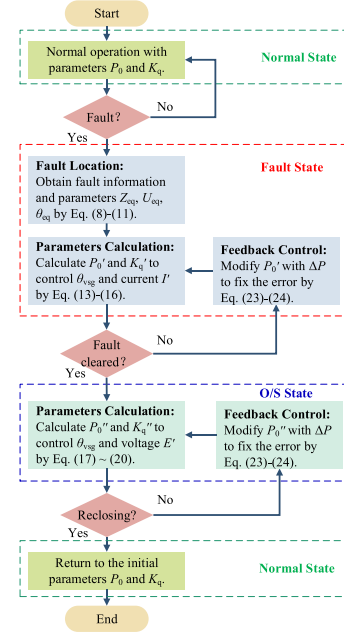 Start
Normal operation with
parameters P0 and Kq.
Normal State
Fault?
No
Yes
Fault State
Fault Location:
Obtain fault information
and parameters Zeq, Ueq,
θeq by Eq. (8)-(11).
Parameters Calculation:
Calculate P0′ and Kq′ to
control θvsg and current I′
by Eq. (13)-(16).
Feedback Control:
Modify P0′ with ΔP
to fix the error by
Eq. (23)-(24).
Fault
cleared?
No
Yes
O/S State
Parameters Calculation:
Calculate P0″ and Kq″ to
control θvsg and voltage E′
by Eq. (17) ~ (20).
Feedback Control:
Modify P0″ with ΔP
to fix the error by
Eq. (23)-(24).
Reclosing?
No
Yes
Return to the initial
parameters P0 and Kq.
Normal State
End